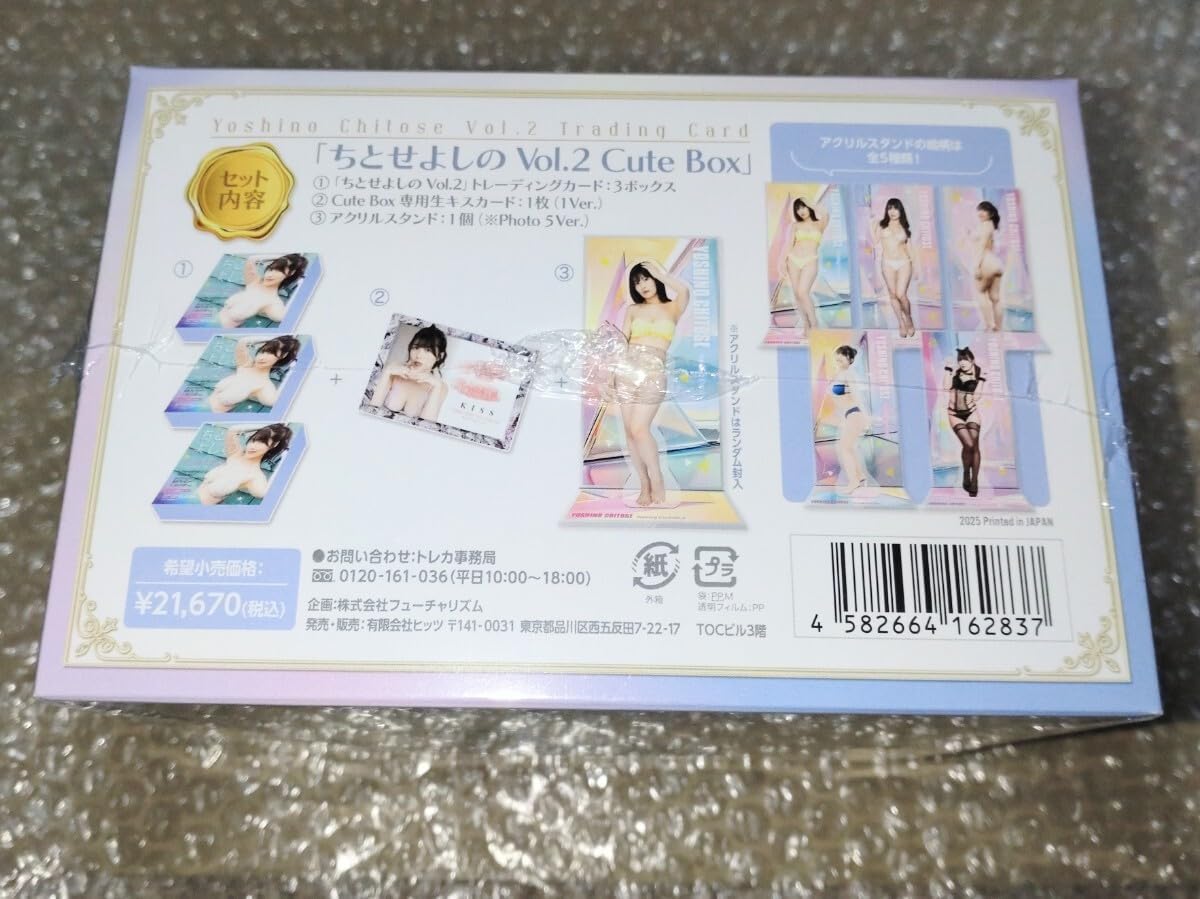 Yoshino Chitose Vol.2 Trading Card
セット
内容
「ちとせよしの Vol.2 Cute Box」
①「ちとせよしの Vol.2」トレーディングカード：3ボックス
② Cute Box 専用生キスカード：1枚（1Ver.）
③ アクリルスタンド：1個（※Photo 5Ver.）
アクリルスタンドの絵柄は
全5種類！
①
②
③
+
+
KISS
YOSHINO CHITOSE
YOSHINO CHITOSE
※アクリルスタンドはランダム封入
2025 Printed in JAPAN
希望小売価格：
¥21,670(税込)
●お問い合わせ：トレカ事務局
0120-161-036（平日10:00～18:00）
企画：株式会社フューチャリズム
発売・販売：有限会社ヒッツ 〒141-0031 東京都品川区西五反田7-22-17 TOCビル3階
紙
外箱
プラ
袋：PP,M
透明フィルム：PP
4 582664 162837